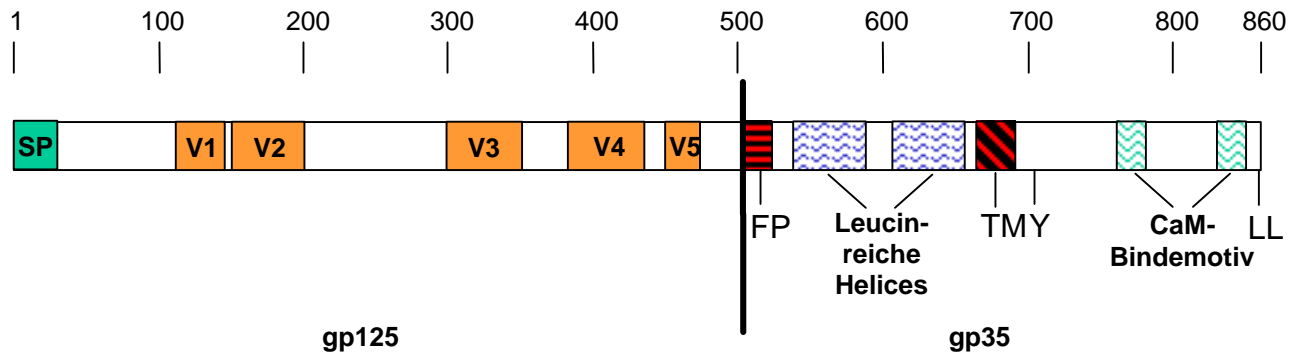 1 100 200 300 400 500 600 700 800 860
SP V1 V2 V3 V4 V5
FP Leucin- TM Y CaM- LL
reiche Bindemotiv
Helices
gp125 gp35